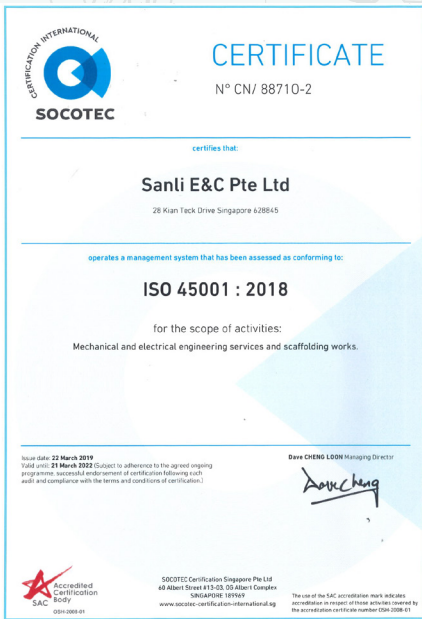 CERTIFICATION INTERNATIONAL
SOCOTEC
CERTIFICATE
N° CN/ 88710-2
certifies that:
Sanli E&C Pte Ltd
28 Kian Teck Drive Singapore 628845
operates a management system that has been assessed as conforming to:
ISO 45001 : 2018
for the scope of activities:
Mechanical and electrical engineering services and scaffolding works.
Issue date: 22 March 2019
Valid until: 21 March 2022 (Subject to adherence to the agreed ongoing
programme, successful endorsement of certification following each
audit and compliance with the terms and conditions of certification.)
Dave CHENG LOON Managing Director
Dave Cheng
SAC
Accredited
Certification
Body
OSH-2008-01
SOCOTEC Certification Singapore Pte Ltd
60 Albert Street #13-03, OG Albert Complex
SINGAPORE 189969
www.socotec-certification-international.sg
The use of the SAC accreditation mark indicates
accreditation in respect of those activities covered by
the accreditation certificate number OSH-2008-01